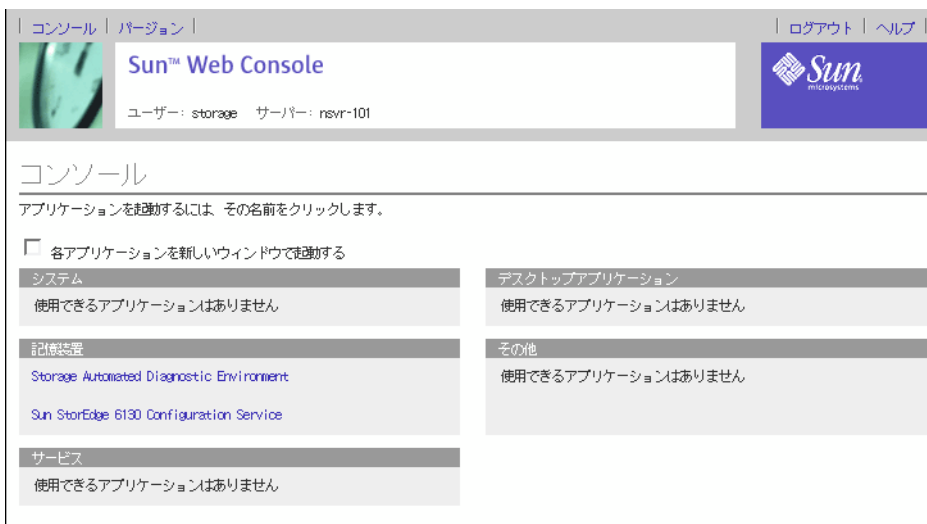 コンソール | バージョン | ログアウト | ヘルプ
Sun™ Web Console
ユーザー: storage サーバー: nsvr-101
Sun microsystems
コンソール
アプリケーションを起動するには、その名前をクリックします。
各アプリケーションを新しいウィンドウで起動する
システム
使用できるアプリケーションはありません
デスクトップアプリケーション
使用できるアプリケーションはありません
記憶装置
Storage Automated Diagnostic Environment
Sun StorEdge 6130 Configuration Service
その他
使用できるアプリケーションはありません
サービス
使用できるアプリケーションはありません